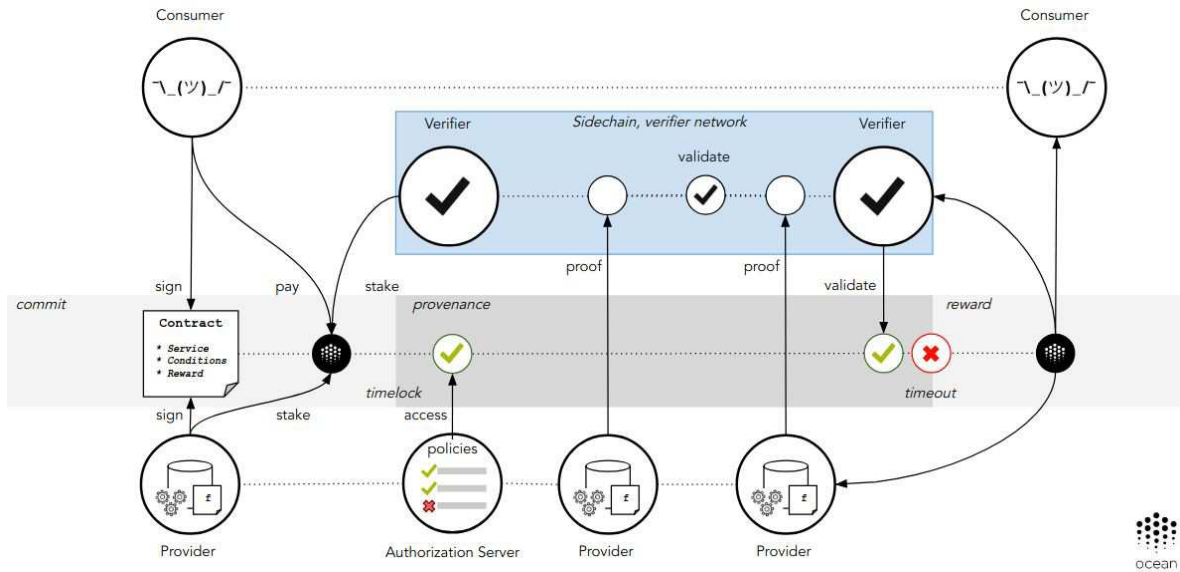 Consumer
Consumer
¯\_(ツ)_/¯
¯\_(ツ)_/¯
Verifier
Sidechain, verifier network
Verifier
validate
proof
proof
sign
pay
stake
validate
commit
provenance
reward
Contract
* Service
* Conditions
* Reward
timelock
timeout
sign
stake
access
policies
f
f
f
Provider
Authorization Server
Provider
Provider
ocean